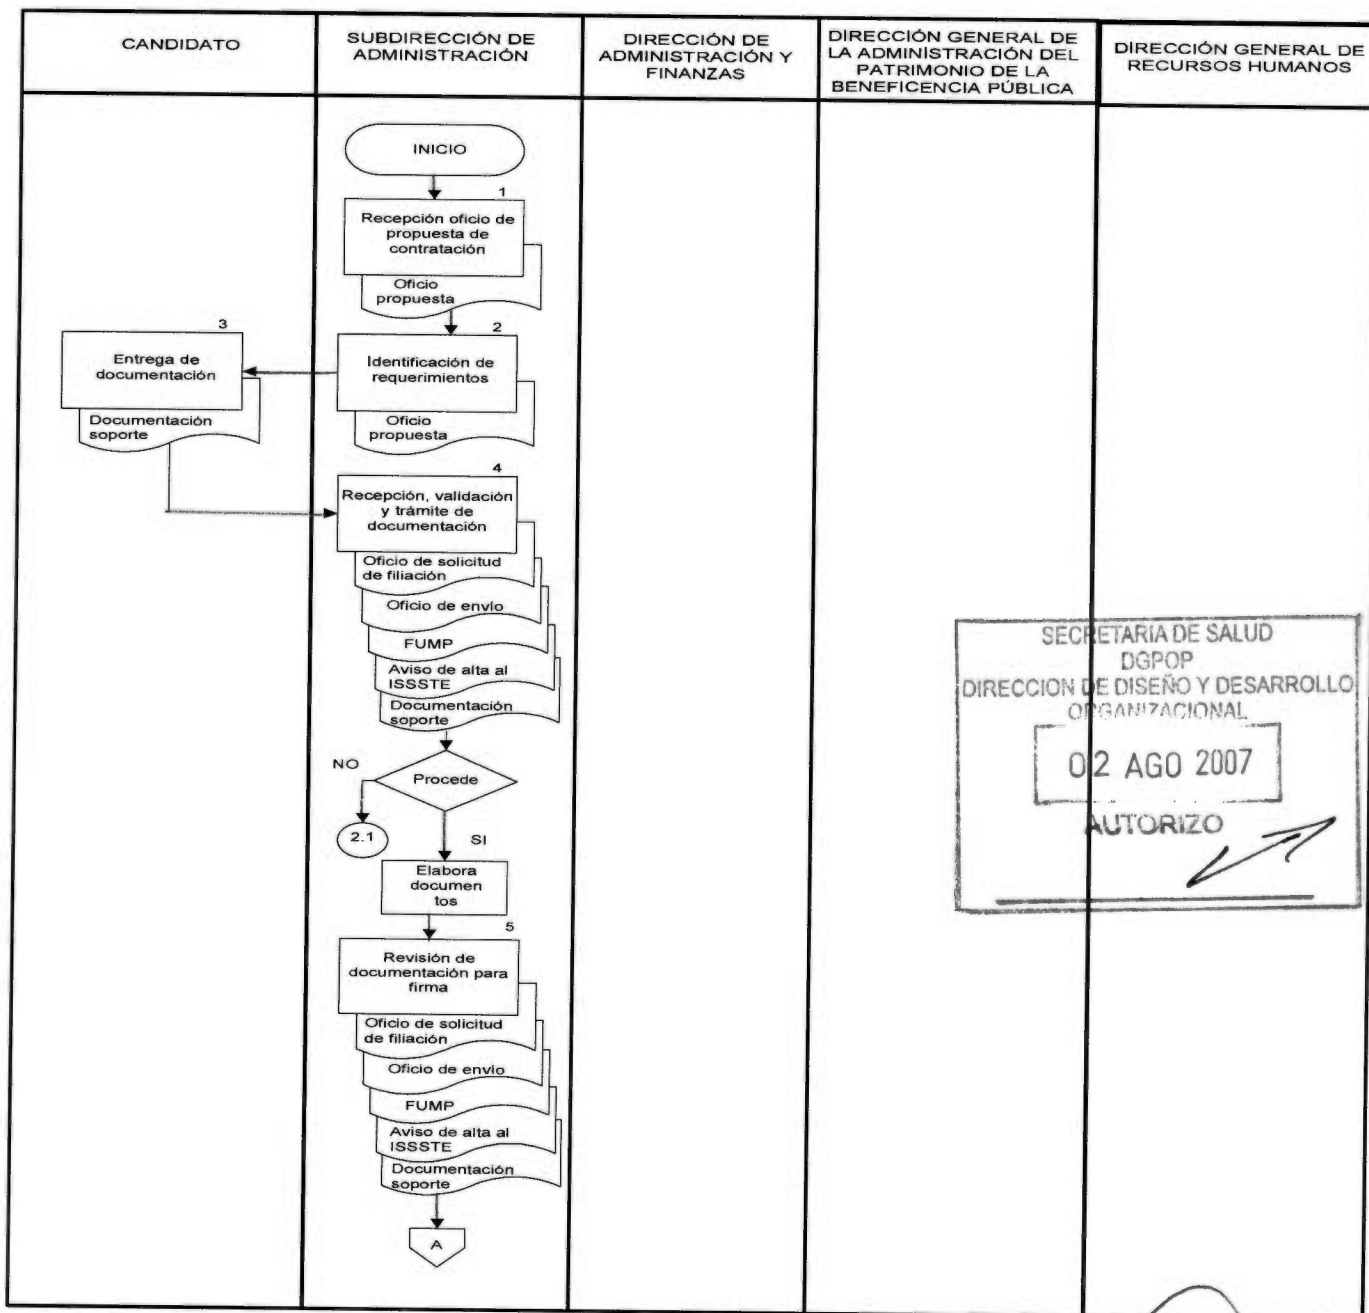 CANDIDATO
SUBDIRECCIÓN DE
ADMINISTRACIÓN
DIRECCIÓN DE
ADMINISTRACIÓN Y
FINANZAS
DIRECCIÓN GENERAL DE
LA ADMINISTRACIÓN DEL
PATRIMONIO DE LA
BENEFICENCIA PÚBLICA
DIRECCIÓN GENERAL DE
RECURSOS HUMANOS
INICIO
1
Recepción oficio de
propuesta de
contratación
Oficio
propuesta
2
Identificación de
requerimientos
Oficio
propuesta
3
Entrega de
documentación
Documentación
soporte
4
Recepción, validación
y trámite de
documentación
Oficio de solicitud
de filiación
Oficio de envío
FUMP
Aviso de alta al
ISSSTE
Documentación
soporte
Procede
NO
2.1
SI
Elabora
documen
tos
5
Revisión de
documentación para
firma
Oficio de solicitud
de filiación
Oficio de envío
FUMP
Aviso de alta al
ISSSTE
Documentación
soporte
A
SECRETARIA DE SALUD
DGPOP
DIRECCION DE DISEÑO Y DESARROLLO
ORGANIZACIONAL
02 AGO 2007
AUTORIZO